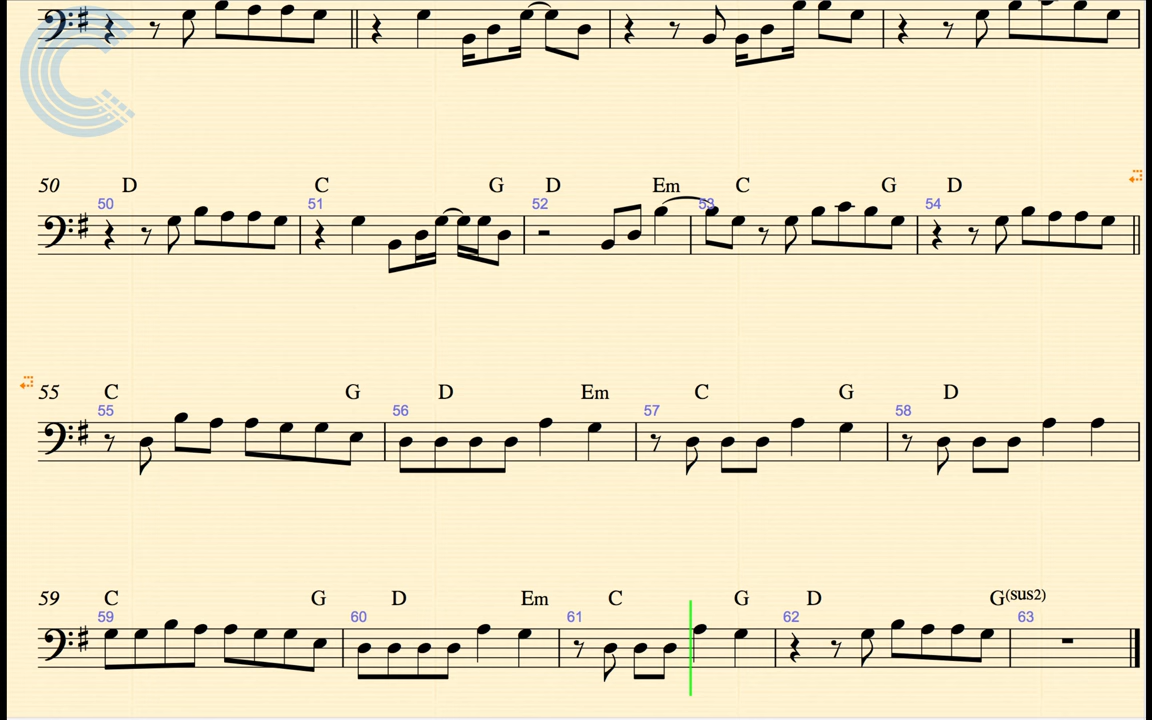 50 D C G D Em C G D
50 51 52 53 54
55 C G D Em C G D
55 56 57 58
59 C G D Em C G D G(sus2)
59 60 61 62 63